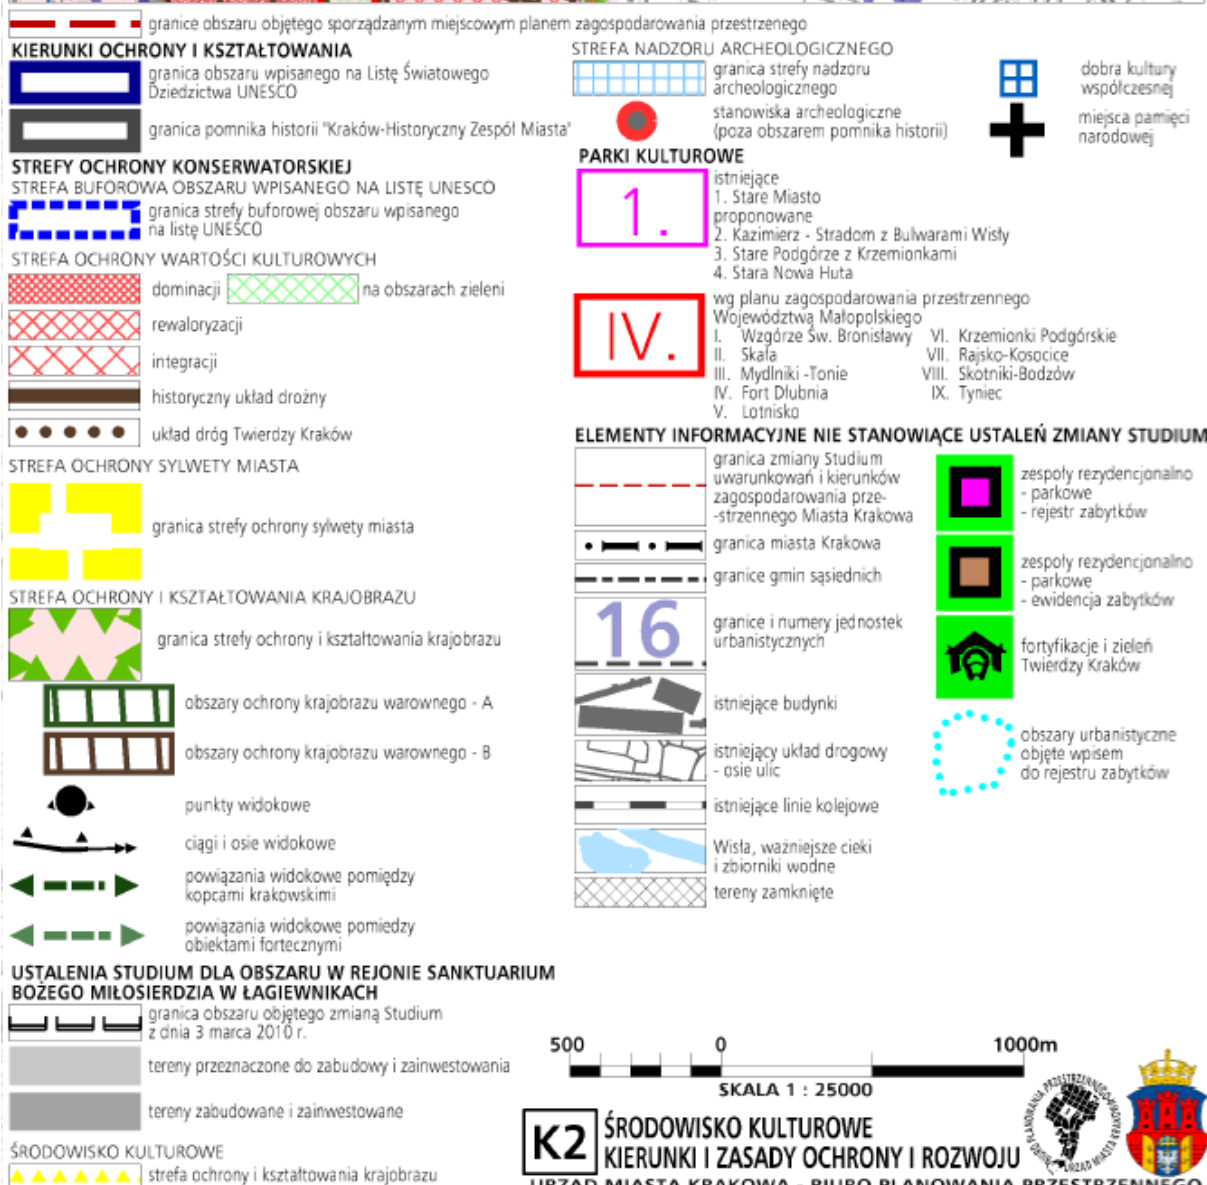 granice obszaru objętego sporządzanym miejscowym planem zagospodarowania przestrzenego
KIERUNKI OCHRONY I KSZTAŁTOWANIA
granica obszaru wpisanego na Listę Światowego
Dziedzictwa UNESCO
granica pomnika historii "Kraków-Historyczny Zespół Miasta"
STREFY OCHRONY KONSERWATORSKIEJ
STREFA BUFOROWA OBSZARU WPISANEGO NA LISTĘ UNESCO
granica strefy buforowej obszaru wpisanego
na listę UNESCO
STREFA OCHRONY WARTOŚCI KULTUROWYCH
dominacji
na obszarach zieleni
rewaloryzacji
integracji
historyczny układ drożny
układ dróg Twierdzy Kraków
STREFA OCHRONY SYLWETY MIASTA
granica strefy ochrony sylwety miasta
STREFA OCHRONY I KSZTAŁTOWANIA KRAJOBRAZU
granica strefy ochrony i kształtowania krajobrazu
obszary ochrony krajobrazu warownego - A
obszary ochrony krajobrazu warownego - B
punkty widokowe
ciągi i osie widokowe
powiązania widokowe pomiędzy
kopcami krakowskimi
powiązania widokowe pomiedzy
obiektami fortecznymi
USTALENIA STUDIUM DLA OBSZARU W REJONIE SANKTUARIUM
BOŻEGO MIŁOSIERDZIA W ŁAGIEWNIKACH
granica obszaru objętego zmianą Studium
z dnia 3 marca 2010 r.
tereny przeznaczone do zabudowy i zainwestowania
tereny zabudowane i zainwestowane
ŚRODOWISKO KULTUROWE
strefa ochrony i kształtowania krajobrazu
STREFA NADZORU ARCHEOLOGICZNEGO
granica strefy nadzoru
archeologicznego
stanowiska archeologiczne
(poza obszarem pomnika historii)
dobra kultury
współczesnej
miejsca pamięci
narodowej
PARKI KULTUROWE
1.
istniejące
1. Stare Miasto
proponowane
2. Kazimierz - Stradom z Bulwarami Wisły
3. Stare Podgórze z Krzemionkami
4. Stara Nowa Huta
IV.
wg planu zagospodarowania przestrzennego
Województwa Małopolskiego
I. Wzgórze Św. Bronisławy
II. Skała
III. Mydlniki -Tonie
IV. Fort Dłubnia
V. Lotnisko
VI. Krzemionki Podgórskie
VII. Rajsko-Kosocice
VIII. Skotniki-Bodzów
IX. Tyniec
ELEMENTY INFORMACYJNE NIE STANOWIĄCE USTALEŃ ZMIANY STUDIUM
granica zmiany Studium
uwarunkowań i kierunków
zagospodarowania prze-
-strzennego Miasta Krakowa
granica miasta Krakowa
granice gmin sąsiednich
16
granice i numery jednostek
urbanistycznych
istniejące budynki
istniejący układ drogowy
- osie ulic
istniejące linie kolejowe
Wisła, ważniejsze cieki
i zbiorniki wodne
tereny zamknięte
zespoły rezydencjonalno
- parkowe
- rejestr zabytków
zespoły rezydencjonalno
- parkowe
- ewidencja zabytków
fortyfikacje i zieleń
Twierdzy Kraków
obszary urbanistyczne
objęte wpisem
do rejestru zabytków
500 0 1000m
SKALA 1 : 25000
K2
ŚRODOWISKO KULTUROWE
KIERUNKI I ZASADY OCHRONY I ROZWOJU
URZĄD MIASTA KRAKOWA - BIURO PLANOWANIA PRZESTRZENNEGO